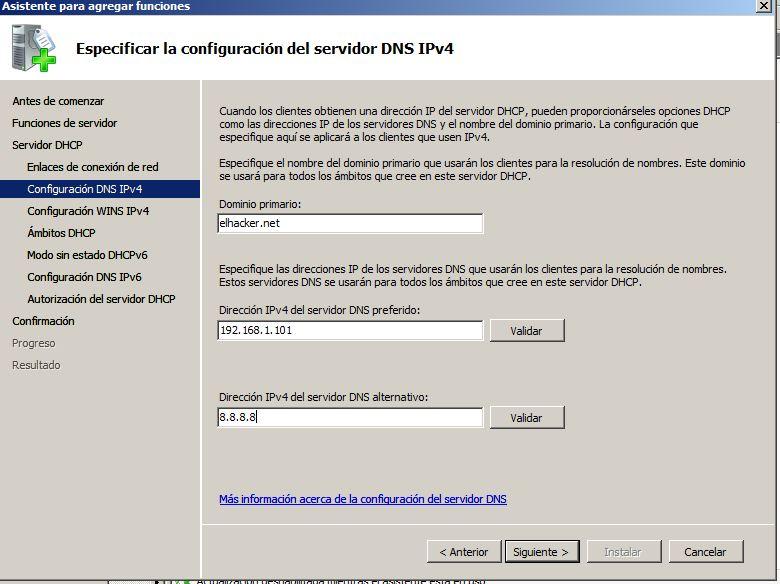 Asistente para agregar funciones
Especificar la configuración del servidor DNS IPv4
Antes de comenzar
Funciones de servidor
Servidor DHCP
Enlaces de conexión de red
Configuración DNS IPv4
Configuración WINS IPv4
Ámbitos DHCP
Modo sin estado DHCPv6
Configuración DNS IPv6
Autorización del servidor DHCP
Confirmación
Progreso
Resultado
Cuando los clientes obtienen una dirección IP del servidor DHCP, pueden proporcionárseles opciones DHCP
como las direcciones IP de los servidores DNS y el nombre del dominio primario. La configuración que
especifique aquí se aplicará a los clientes que usen IPv4.
Especifique el nombre del dominio primario que usarán los clientes para la resolución de nombres. Este dominio
se usará para todos los ámbitos que cree en este servidor DHCP.
Dominio primario:
elhacker.net
Especifique las direcciones IP de los servidores DNS que usarán los clientes para la resolución de nombres.
Estos servidores DNS se usarán para todos los ámbitos que cree en este servidor DHCP.
Dirección IPv4 del servidor DNS preferido:
192.168.1.101 Validar
Dirección IPv4 del servidor DNS alternativo:
8.8.8.8 Validar
Más información acerca de la configuración del servidor DNS
< Anterior Siguiente > Instalar Cancelar
Actualización deshabilitada mientras el asistente está en uso